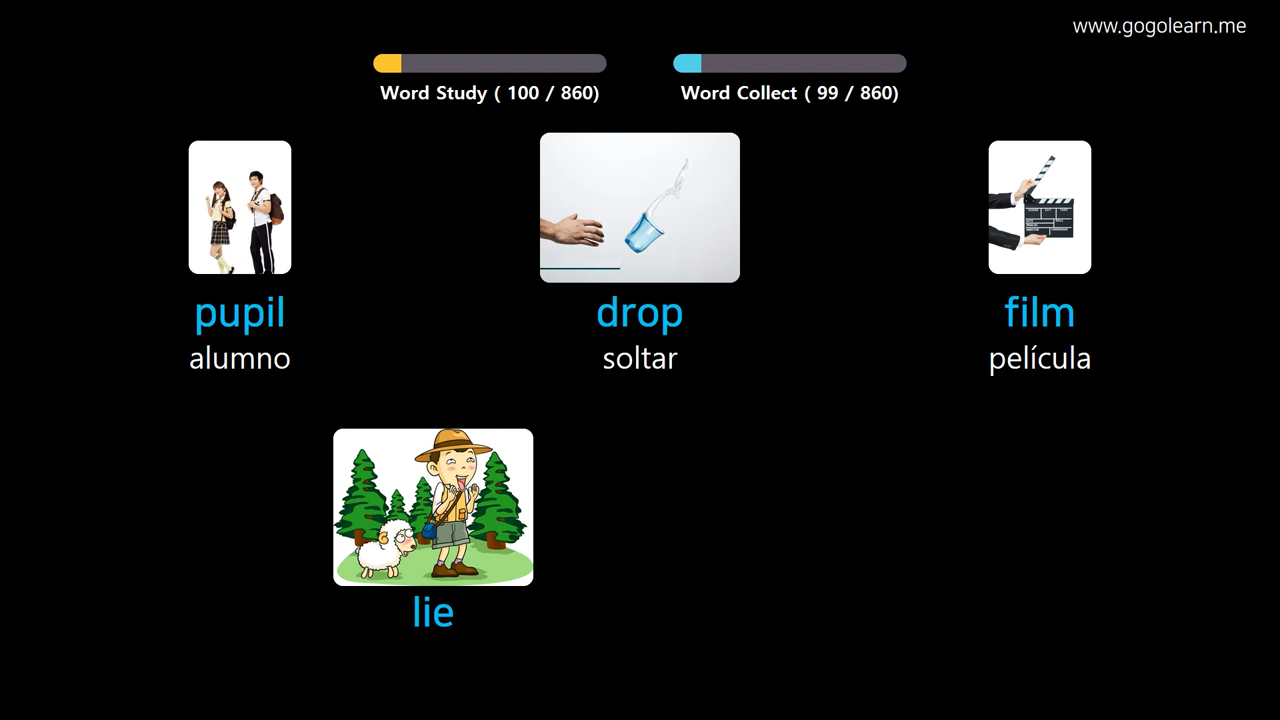 www.gogolearn.me
Word Study ( 100 / 860)
Word Collect ( 99 / 860)
pupil
alumno
drop
soltar
film
película
lie